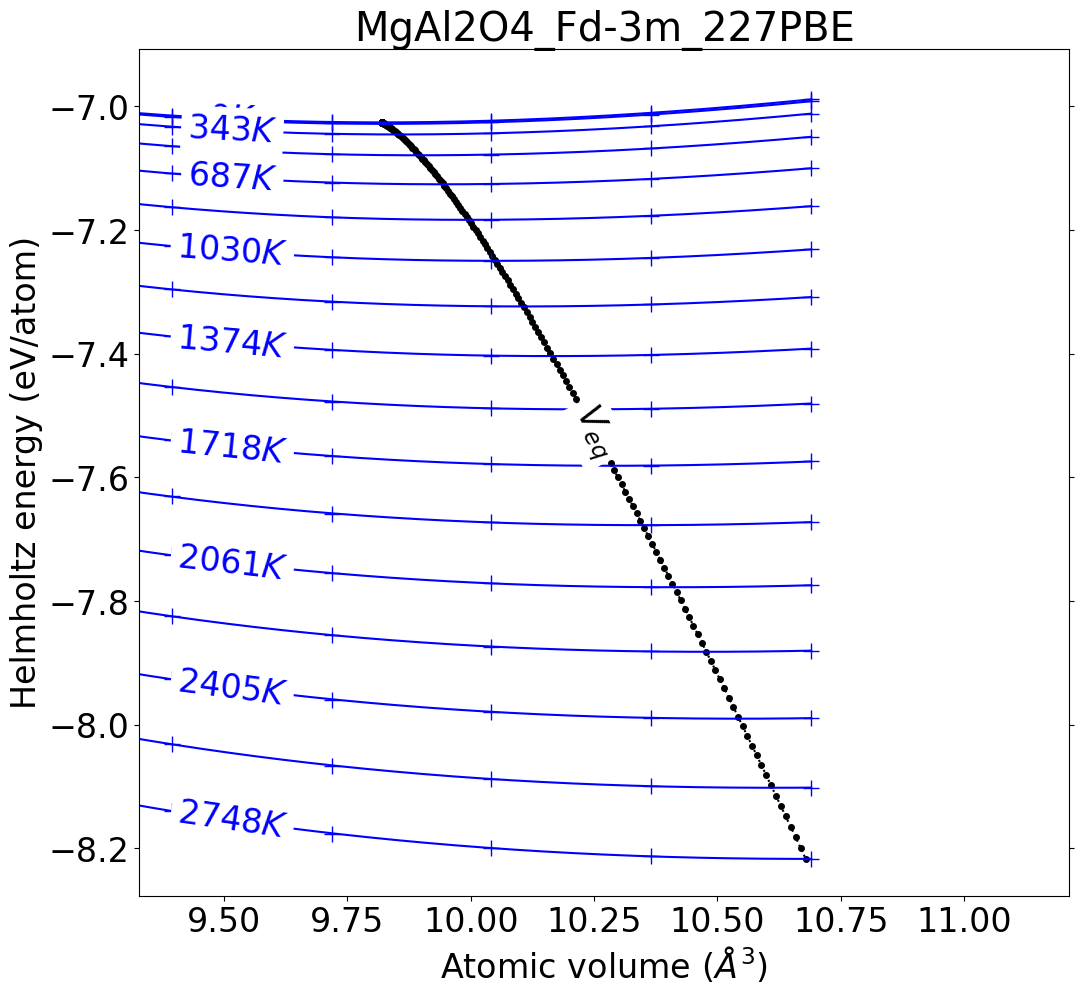 MgAl2O4_Fd-3m_227PBE
Helmholtz energy (eV/atom)
−7.0
−7.2
−7.4
−7.6
−7.8
−8.0
−8.2
343K
687K
1030K
1374K
1718K
2061K
2405K
2748K
Veq
9.50 9.75 10.00 10.25 10.50 10.75 11.00
Atomic volume (Å³)